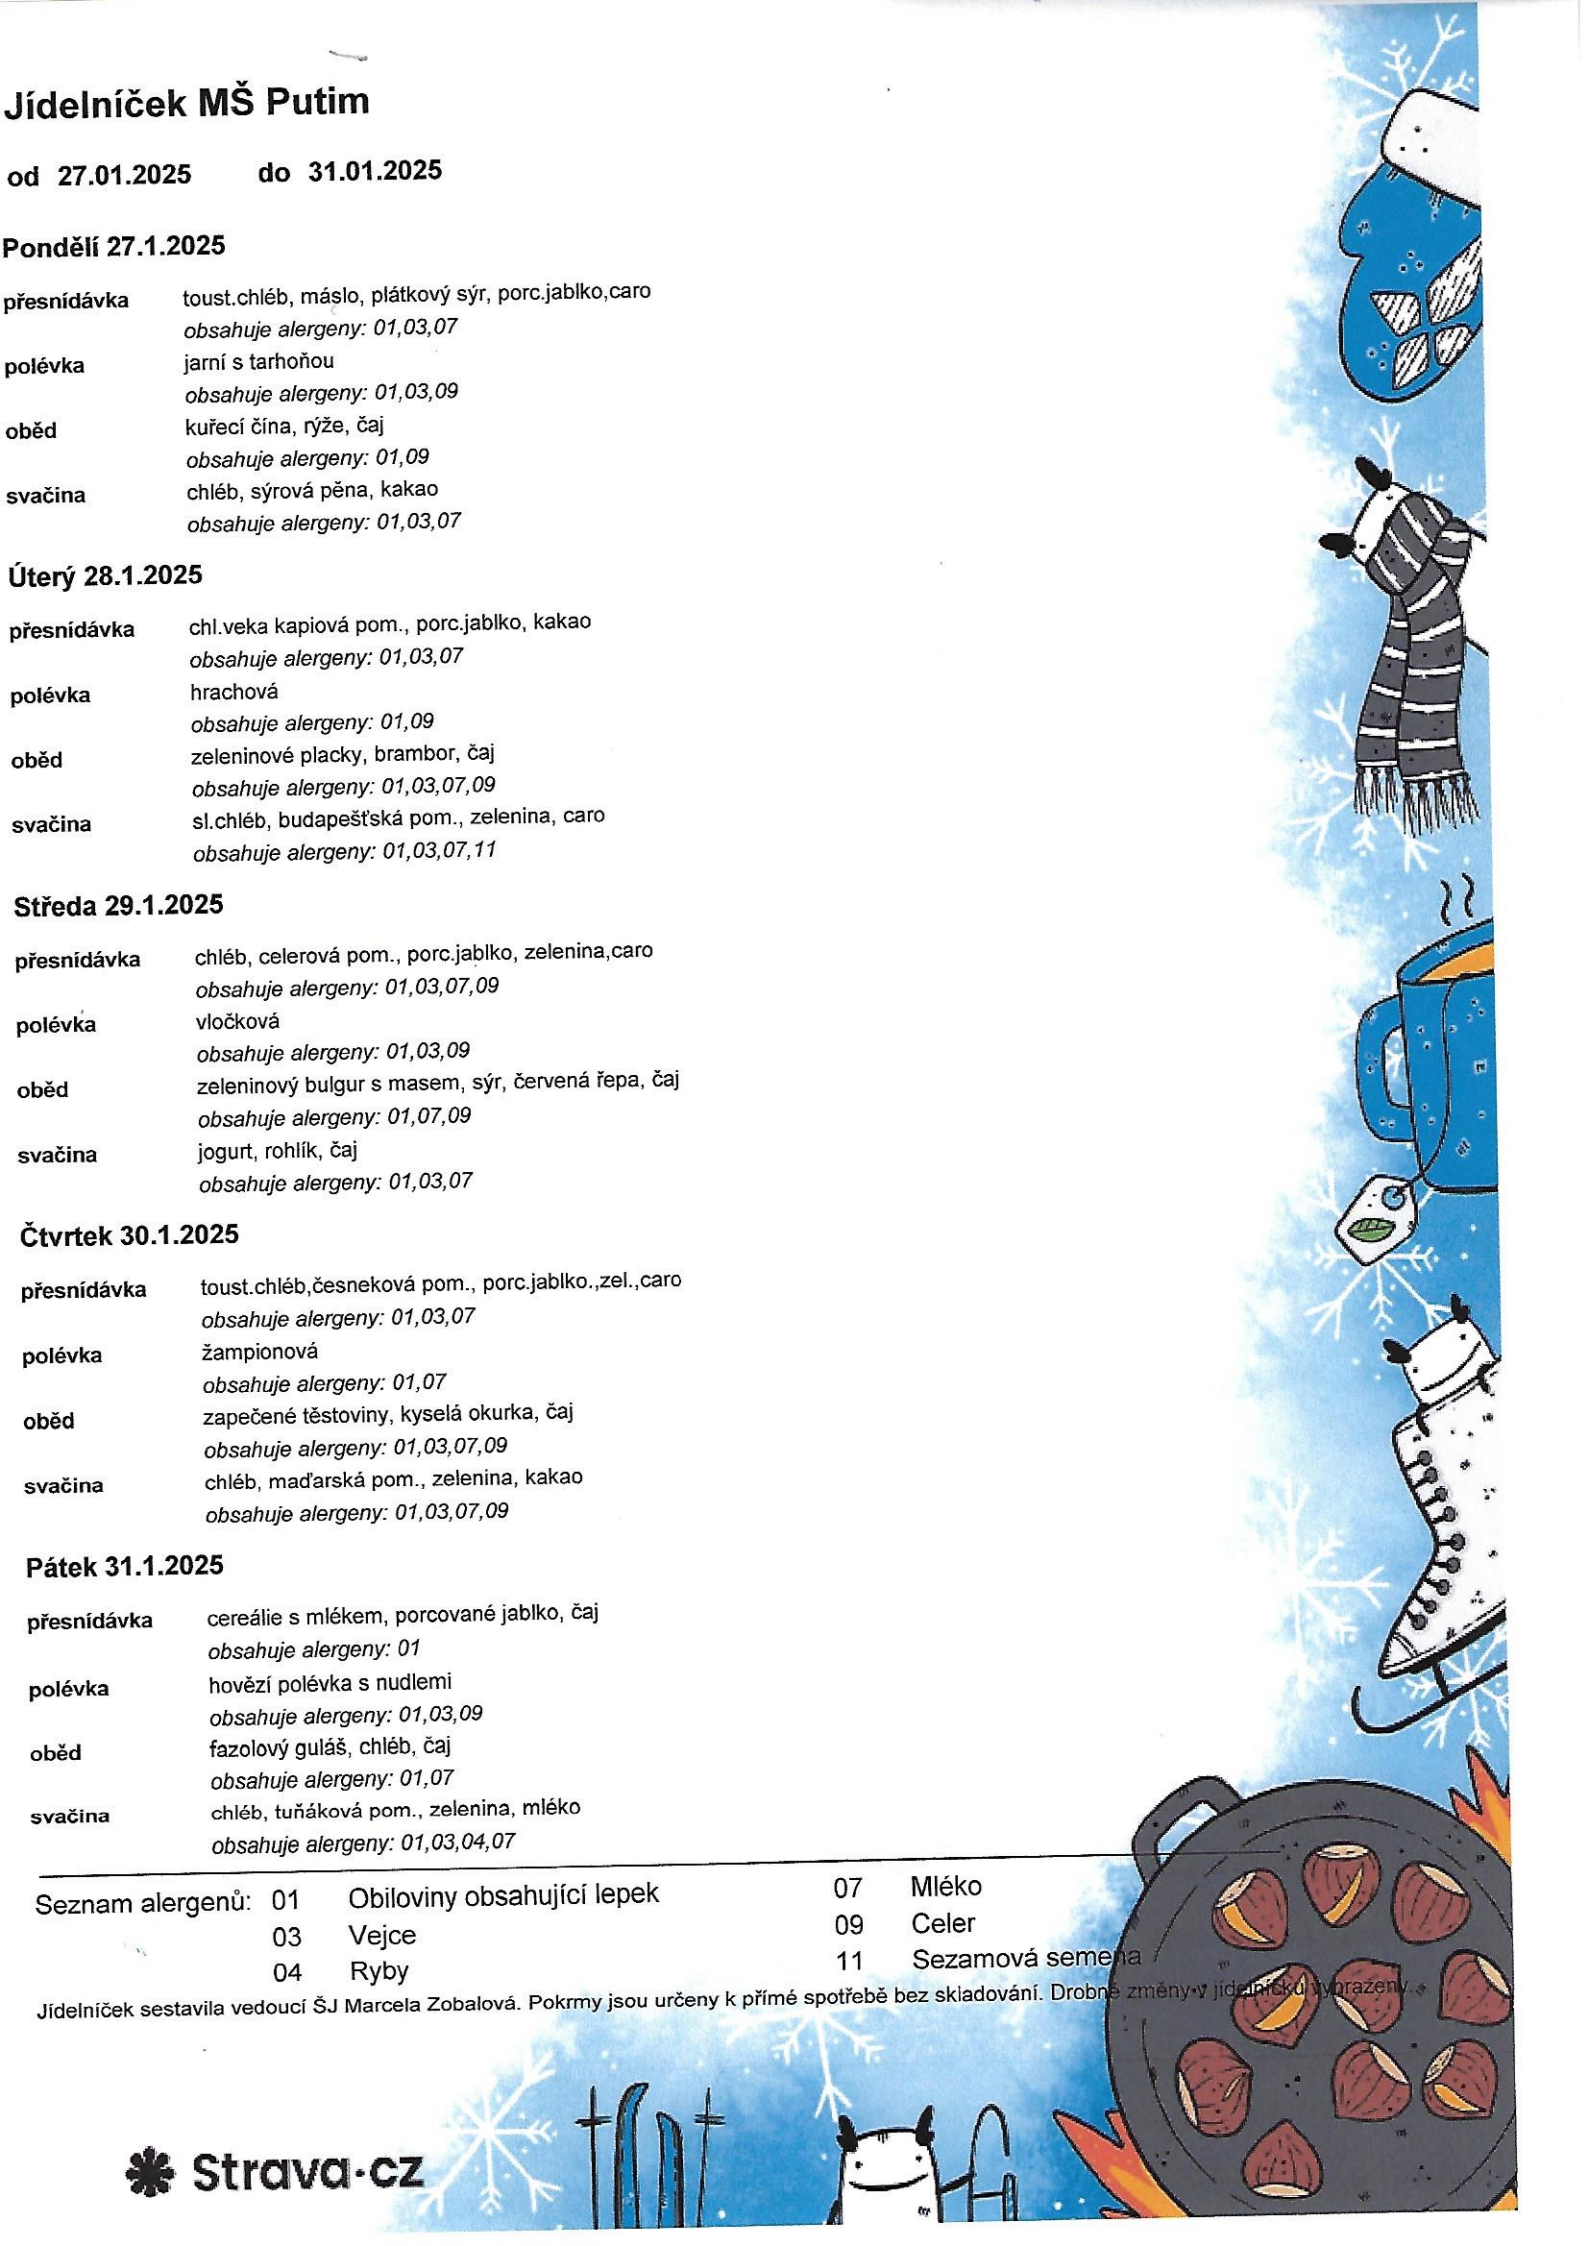 Jídelníček MŠ Putim
od 27.01.2025 do 31.01.2025
Pondělí 27.1.2025
přesnídávka toust.chléb, máslo, plátkový sýr, porc.jablko,caro
obsahuje alergeny: 01,03,07
polévka jarní s tarhoňou
obsahuje alergeny: 01,03,09
oběd kuřecí čína, rýže, čaj
obsahuje alergeny: 01,09
svačina chléb, sýrová pěna, kakao
obsahuje alergeny: 01,03,07
Úterý 28.1.2025
přesnídávka chl.veka kapiová pom., porc.jablko, kakao
obsahuje alergeny: 01,03,07
polévka hrachová
obsahuje alergeny: 01,09
oběd zeleninové placky, brambor, čaj
obsahuje alergeny: 01,03,07,09
svačina sl.chléb, budapešťská pom., zelenina, caro
obsahuje alergeny: 01,03,07,11
Středa 29.1.2025
přesnídávka chléb, celerová pom., porc.jablko, zelenina,caro
obsahuje alergeny: 01,03,07,09
polévka vločková
obsahuje alergeny: 01,03,09
oběd zeleninový bulgur s masem, sýr, červená řepa, čaj
obsahuje alergeny: 01,07,09
svačina jogurt, rohlík, čaj
obsahuje alergeny: 01,03,07
Čtvrtek 30.1.2025
přesnídávka toust.chléb,česneková pom., porc.jablko.,zel.,caro
obsahuje alergeny: 01,03,07
polévka žampionová
obsahuje alergeny: 01,07
oběd zapečené těstoviny, kyselá okurka, čaj
obsahuje alergeny: 01,03,07,09
svačina chléb, maďarská pom., zelenina, kakao
obsahuje alergeny: 01,03,07,09
Pátek 31.1.2025
přesnídávka cereálie s mlékem, porcované jablko, čaj
obsahuje alergeny: 01
polévka hovězí polévka s nudlemi
obsahuje alergeny: 01,03,09
oběd fazolový guláš, chléb, čaj
obsahuje alergeny: 01,07
svačina chléb, tuňáková pom., zelenina, mléko
obsahuje alergeny: 01,03,04,07
Seznam alergenů: 01 Obiloviny obsahující lepek 07 Mléko
03 Vejce 09 Celer
04 Ryby 11 Sezamová semena
Jídelníček sestavila vedoucí ŠJ Marcela Zobalová. Pokrmy jsou určeny k přímé spotřebě bez skladování. Drobné změny v jídelníčku vyhrazeny.
Strava.cz